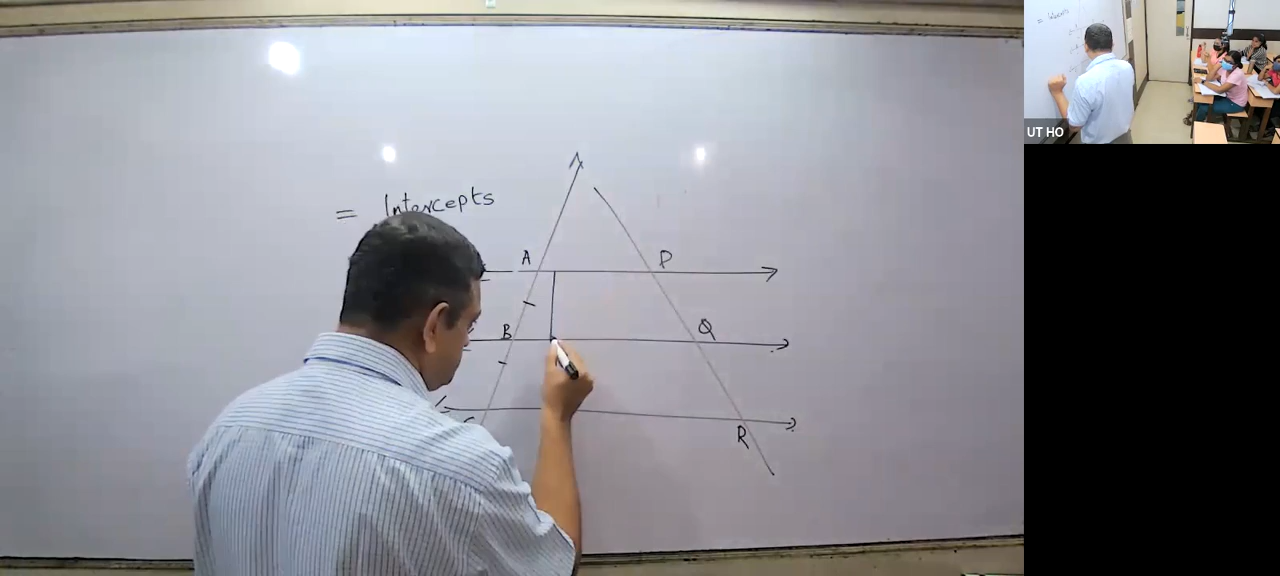 = Intercepts
A P
B Q
C
R
UT HO